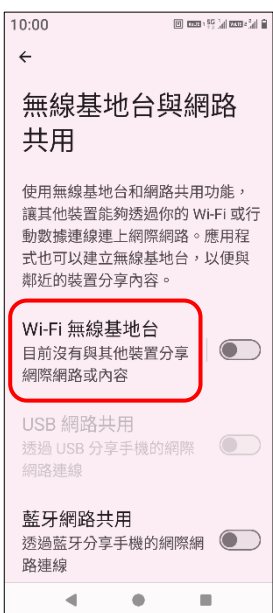 10:00
無線基地台與網路
共用
使用無線基地台和網路共用功能，
讓其他裝置能夠透過你的 Wi-Fi 或行
動數據連線連上網際網路。應用程
式也可以建立無線基地台，以便與
鄰近的裝置分享內容。
Wi-Fi 無線基地台
目前沒有與其他裝置分享
網際網路或內容
USB 網路共用
透過 USB 分享手機的網際
網路連線
藍牙網路共用
透過藍牙分享手機的網際網
路連線